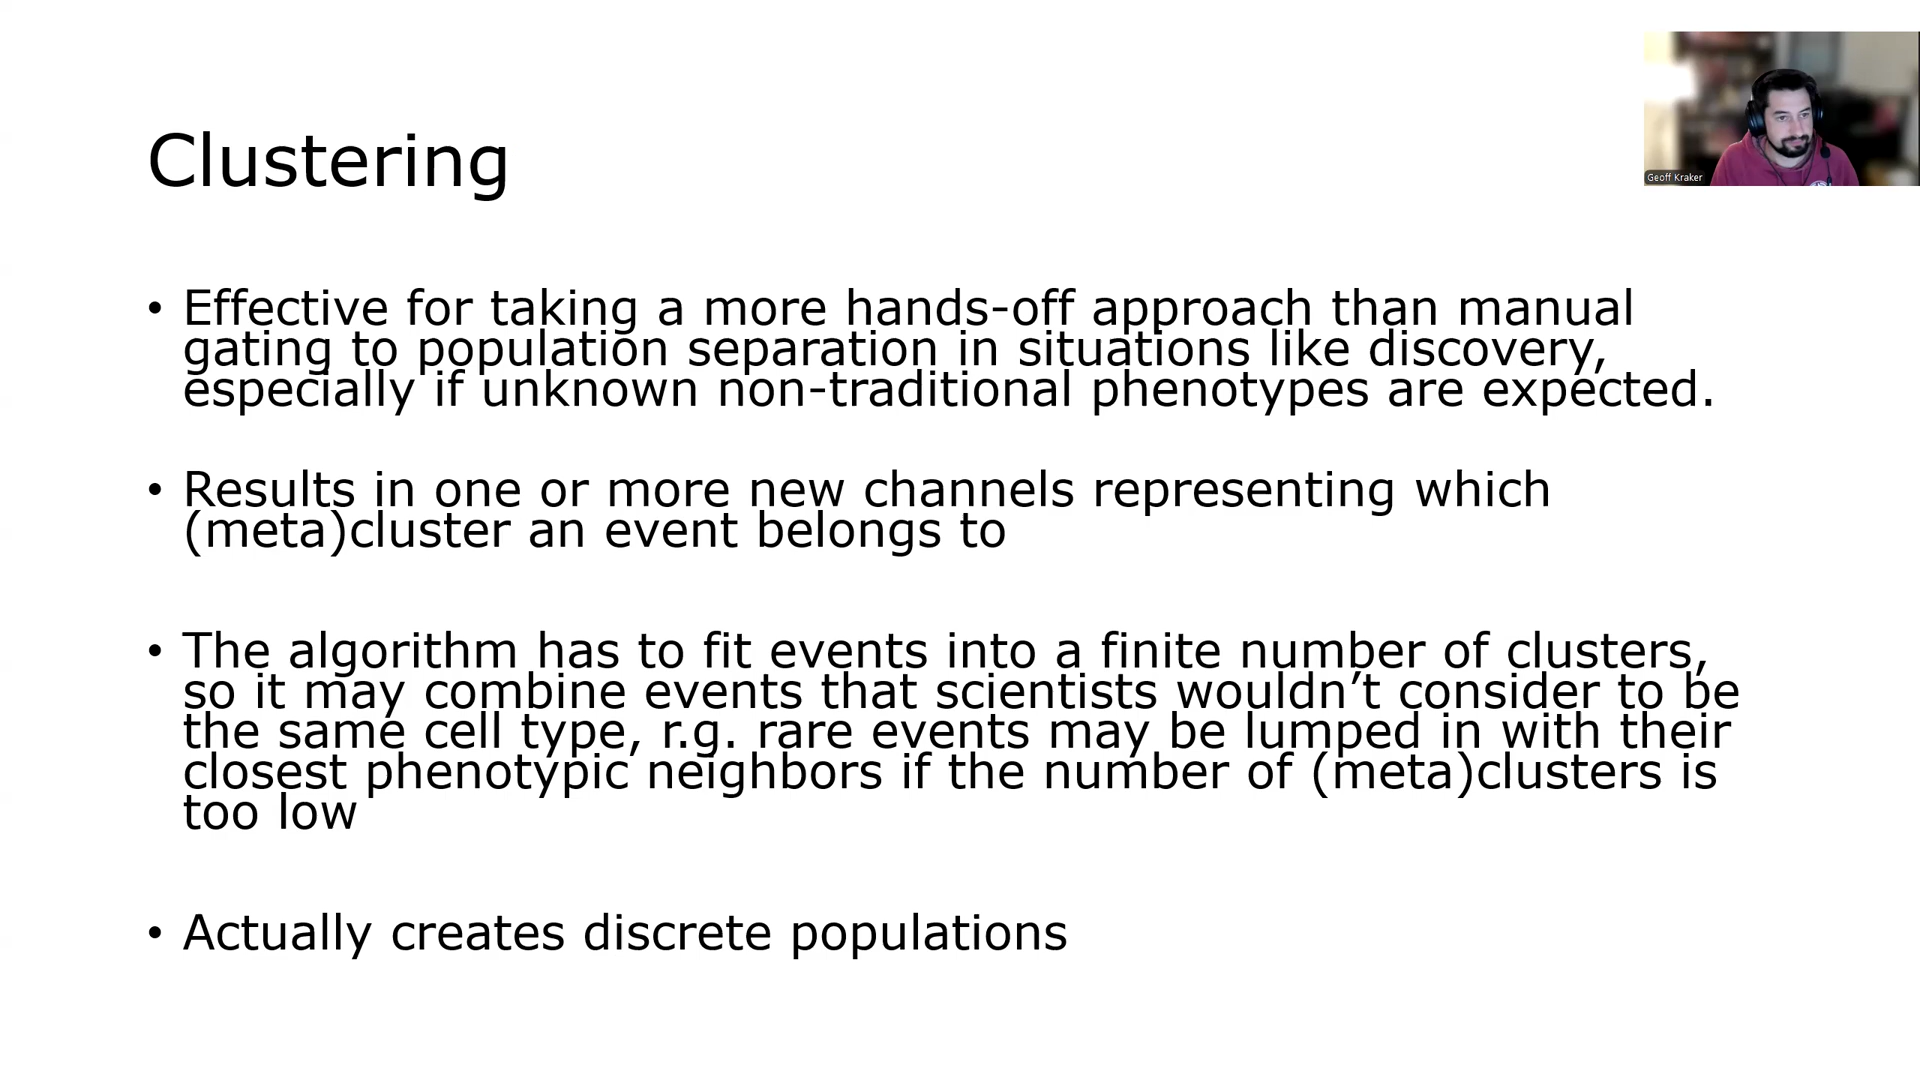 Clustering
Geoff Kraker
• Effective for taking a more hands-off approach than manual
gating to population separation in situations like discovery,
especially if unknown non-traditional phenotypes are expected.
• Results in one or more new channels representing which
(meta)cluster an event belongs to
• The algorithm has to fit events into a finite number of clusters,
so it may combine events that scientists wouldn’t consider to be
the same cell type, r.g. rare events may be lumped in with their
closest phenotypic neighbors if the number of (meta)clusters is
too low
• Actually creates discrete populations